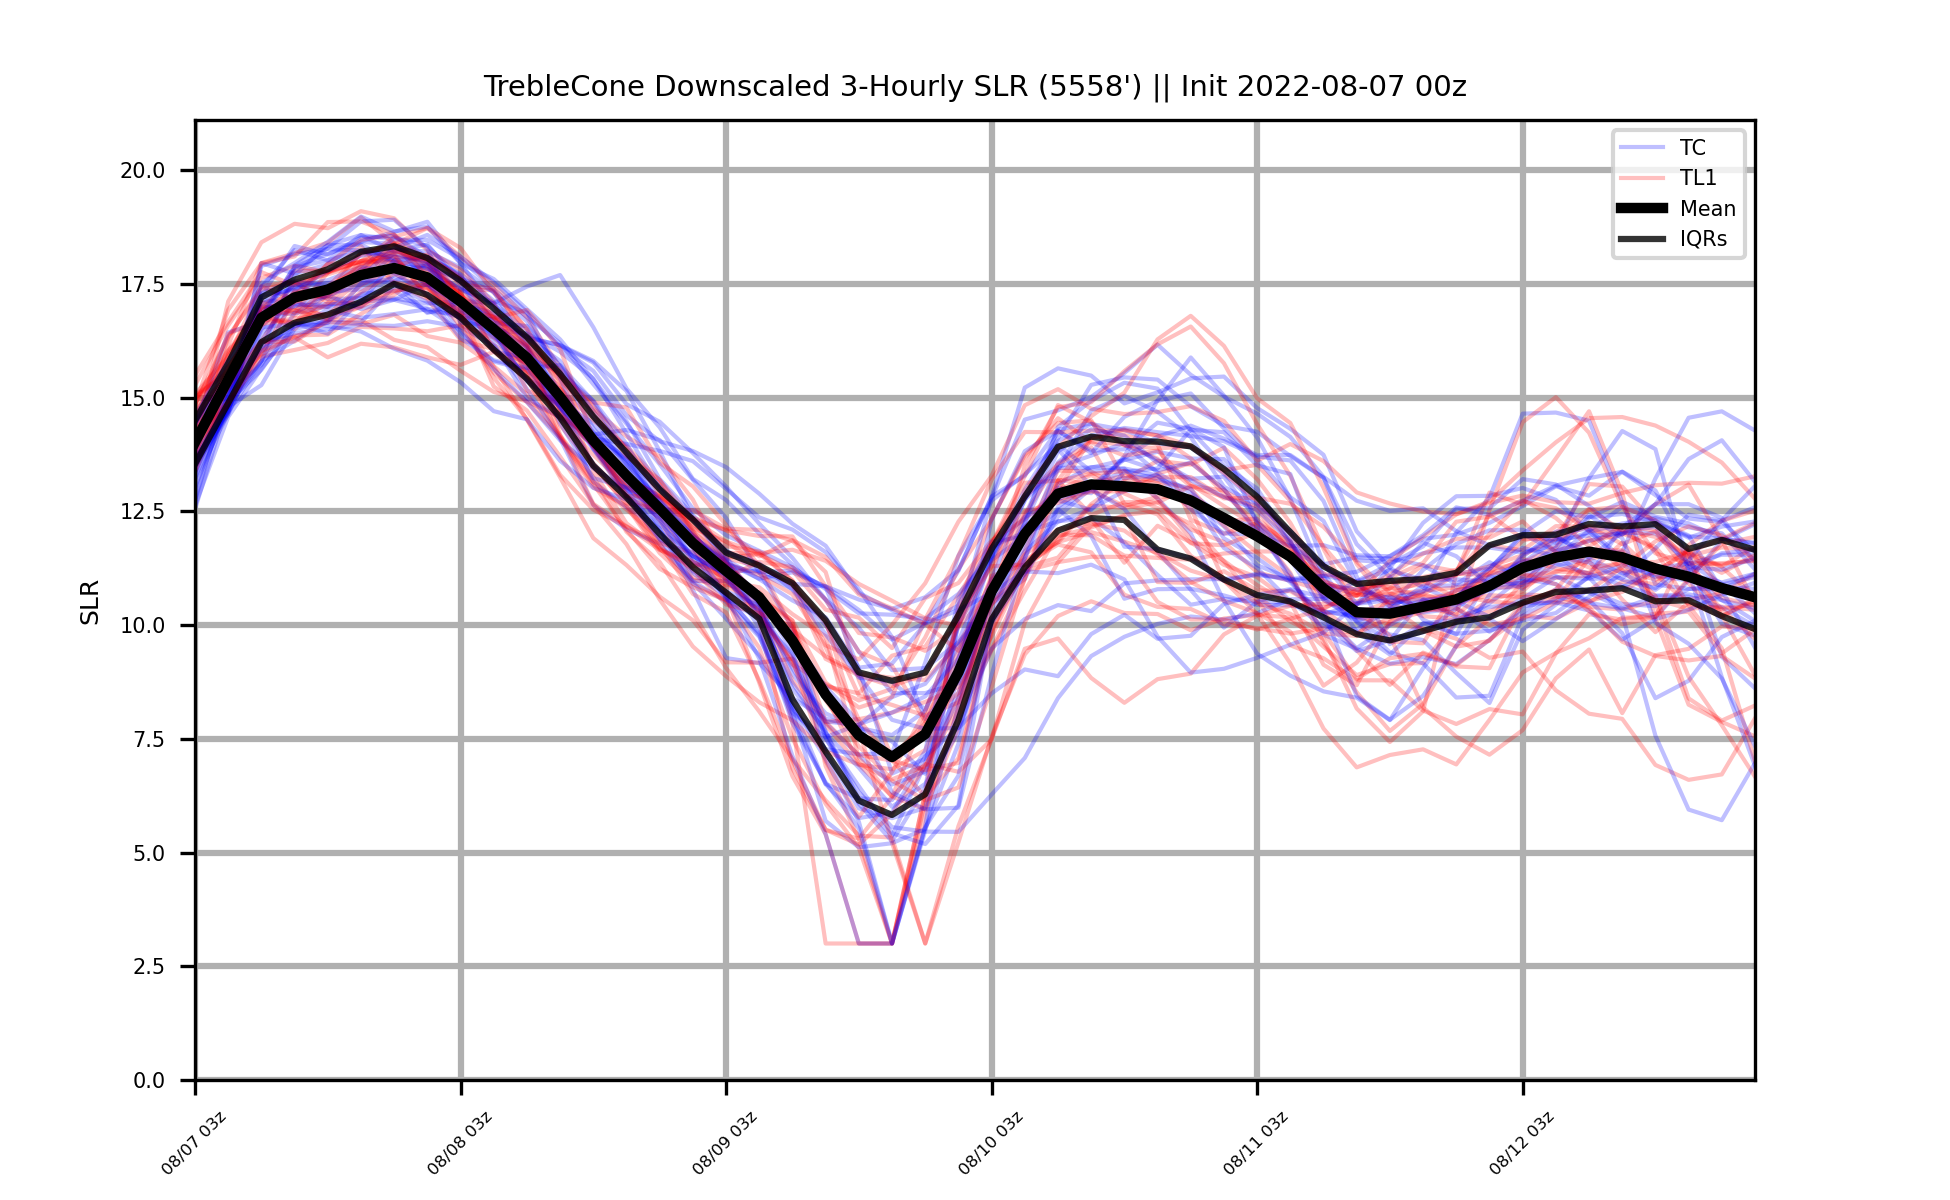 TrebleCone Downscaled 3-Hourly SLR (5558') || Init 2022-08-07 00z
TC
TL1
Mean
IQRs
SLR
20.0
17.5
15.0
12.5
10.0
7.5
5.0
2.5
0.0
08/07 03z
08/08 03z
08/09 03z
08/10 03z
08/11 03z
08/12 03z